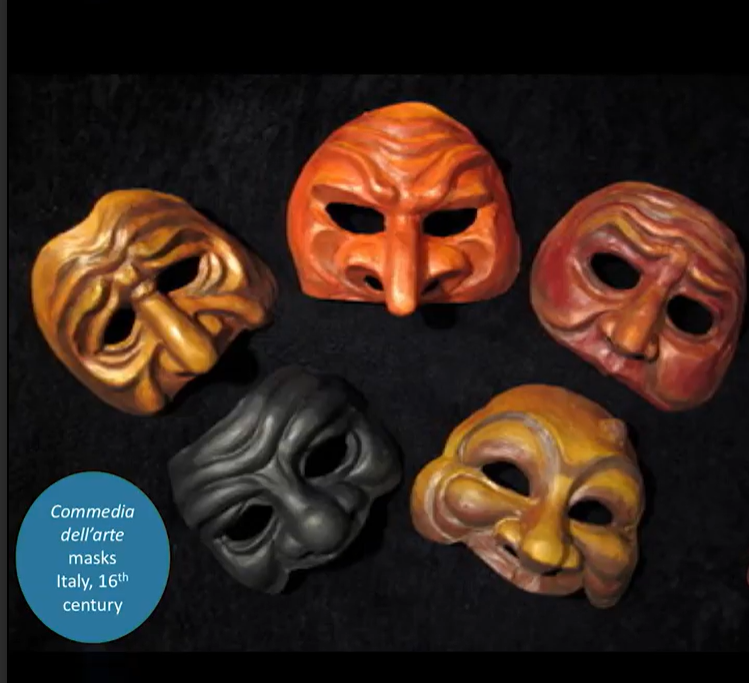 Commedia
dell'arte
masks
Italy, 16th
century